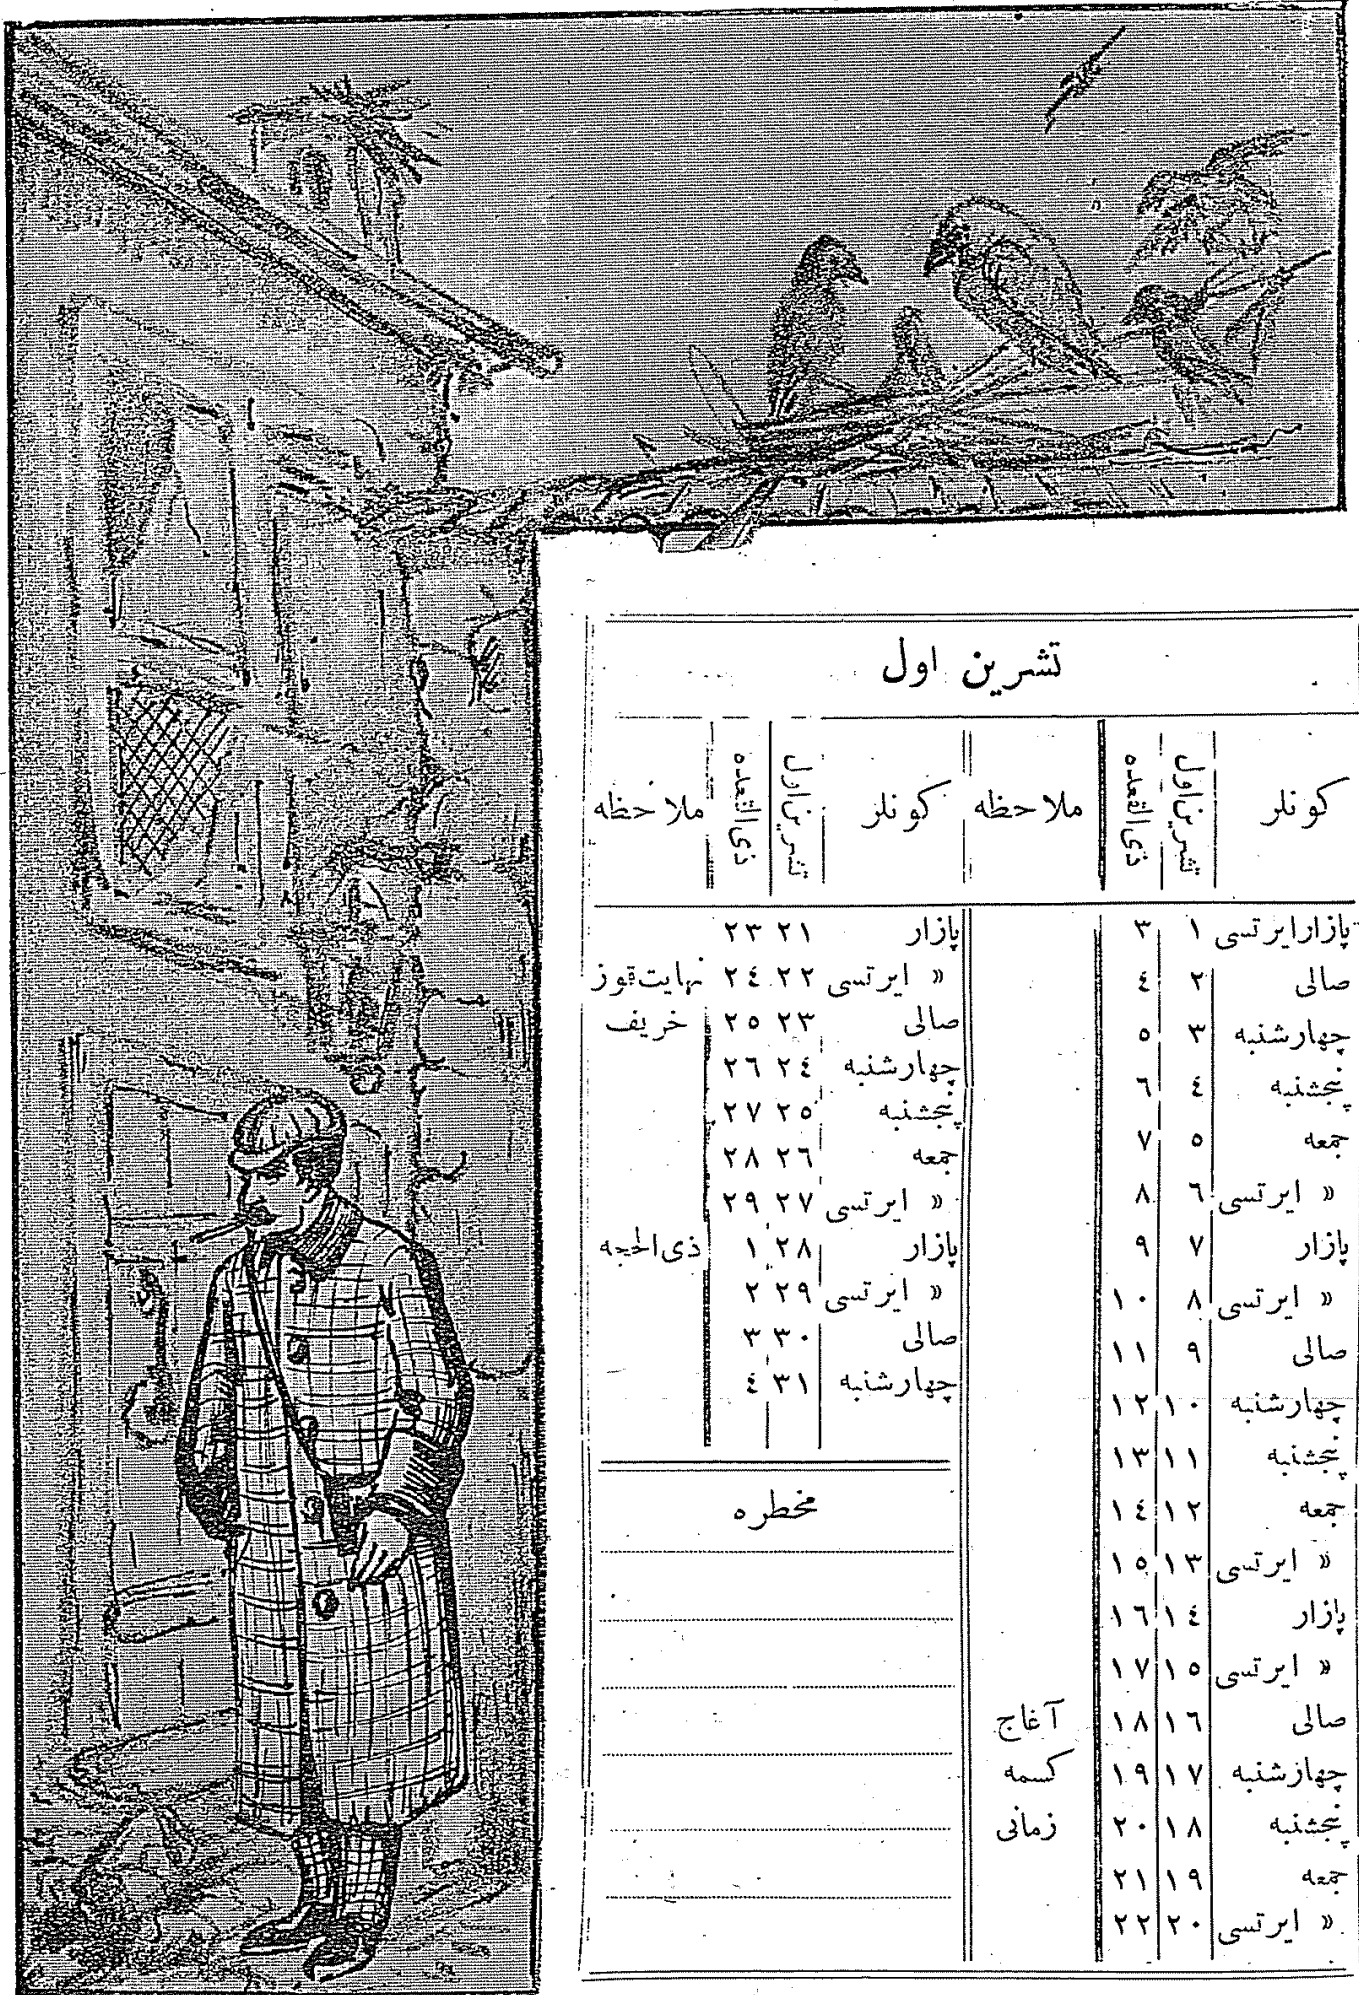 تشرین اول
کونلر تشرین اول ذی القعده ملاحظه کونلر تشرین اول ذی القعده ملاحظه
پازار ایرتسی ١ ٣
صالی ٢ ٤
چهارشنبه ٣ ٥
پنجشنبه ٤ ٦
جمعه ٥ ٧
« ایرتسی ٦ ٨
پازار ٧ ٩
« ایرتسی ٨ ١٠
صالی ٩ ١١
چهارشنبه ١٠ ١٢
پنجشنبه ١١ ١٣
جمعه ١٢ ١٤
« ایرتسی ١٣ ١٥
پازار ١٤ ١٦
« ایرتسی ١٥ ١٧
صالی ١٦ ١٨ آغاج
چهارشنبه ١٧ ١٩ کسمه
پنجشنبه ١٨ ٢٠ زمانی
جمعه ١٩ ٢١
« ایرتسی ٢٠ ٢٢
پازار ٢١ ٢٣
« ایرتسی ٢٢ ٢٤ نهایت قوز
صالی ٢٣ ٢٥ خریف
چهارشنبه ٢٤ ٢٦
پنجشنبه ٢٥ ٢٧
جمعه ٢٦ ٢٨
« ایرتسی ٢٧ ٢٩
پازار ٢٨ ١ ذی الحجه
« ایرتسی ٢٩ ٢
صالی ٣٠ ٣
چهارشنبه ٣١ ٤
مخطره